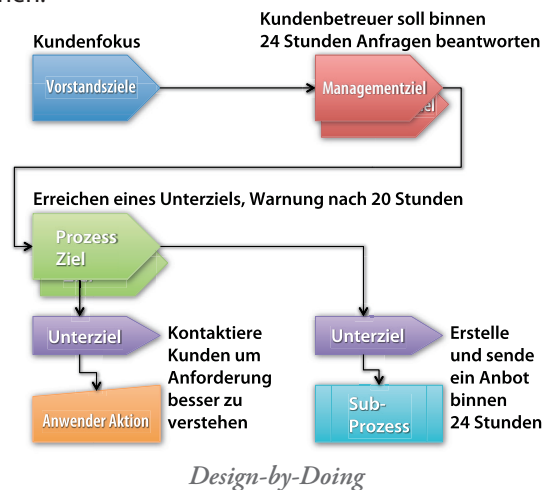 Kundenbetreuer soll binnen
24 Stunden Anfragen beantworten
Kundenfokus
Vorstandsziele
Managementziel
Erreichen eines Unterziels, Warnung nach 20 Stunden
Prozess
Ziel
Unterziel
Kontaktiere
Kunden um
Anforderung
besser zu
verstehen
Anwender Aktion
Unterziel
Erstelle
und sende
ein Anbot
binnen
24 Stunden
Sub-
Prozess
Design-by-Doing